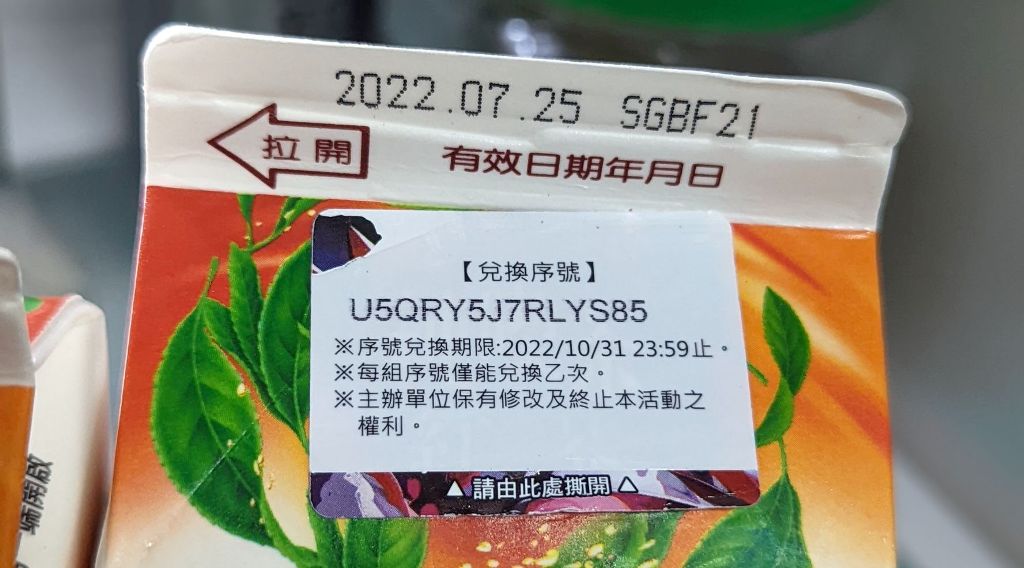 2022.07.25 SGBF21
拉開
有效日期年月日
【兌換序號】
U5QRY5J7RLYS85
※序號兌換期限:2022/10/31 23:59止。
※每組序號僅能兌換乙次。
※主辦單位保有修改及終止本活動之
權利。
△ 請由此處撕開 △
端開啟